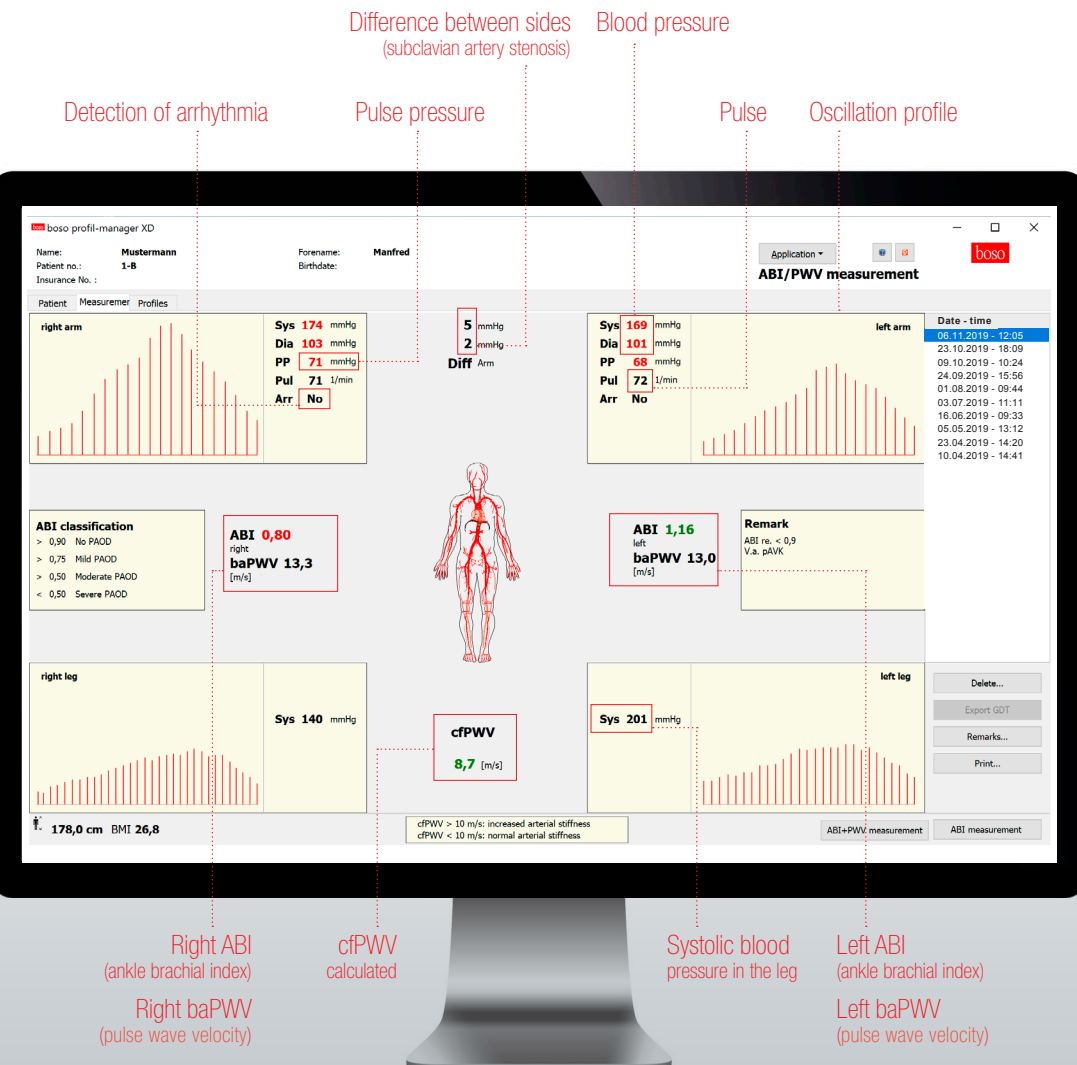 Difference between sides
(subclavian artery stenosis)
Blood pressure
Detection of arrhythmia
Pulse pressure
Pulse
Oscillation profile
boso boso profil-manager XD
Name: Mustermann Forename: Manfred
Patient no.: 1-B Birthdate:
Insurance No. :
Application
boso
ABI/PWV measurement
Patient Measuremer Profiles
right arm
Sys 174 mmHg
Dia 103 mmHg
PP 71 mmHg
Pul 71 1/min
Arr No
5 mmHg
2 mmHg
Diff Arm
Sys 169 mmHg
Dia 101 mmHg
PP 68 mmHg
Pul 72 1/min
Arr No
left arm
Date - time
06.11.2019 - 12:05
23.10.2019 - 18:09
09.10.2019 - 10:24
24.09.2019 - 15:56
01.08.2019 - 09:44
03.07.2019 - 11:11
16.06.2019 - 09:33
05.05.2019 - 13:12
23.04.2019 - 14:20
10.04.2019 - 14:41
ABI classification
> 0,90 No PAOD
> 0,75 Mild PAOD
> 0,50 Moderate PAOD
< 0,50 Severe PAOD
ABI 0,80
right
baPWV 13,3
[m/s]
ABI 1,16
left
baPWV 13,0
[m/s]
Remark
ABI re. < 0,9
V.a. pAVK
right leg
Sys 140 mmHg
cfPWV
8,7 [m/s]
Sys 201 mmHg
left leg
Delete...
Export GDT
Remarks...
Print...
178,0 cm BMI 26,8
cfPWV > 10 m/s: increased arterial stiffness
cfPWV < 10 m/s: normal arterial stiffness
ABI+PWV measurement
ABI measurement
Right ABI
(ankle brachial index)
Right baPWV
(pulse wave velocity)
cfPWV
calculated
Systolic blood
pressure in the leg
Left ABI
(ankle brachial index)
Left baPWV
(pulse wave velocity)